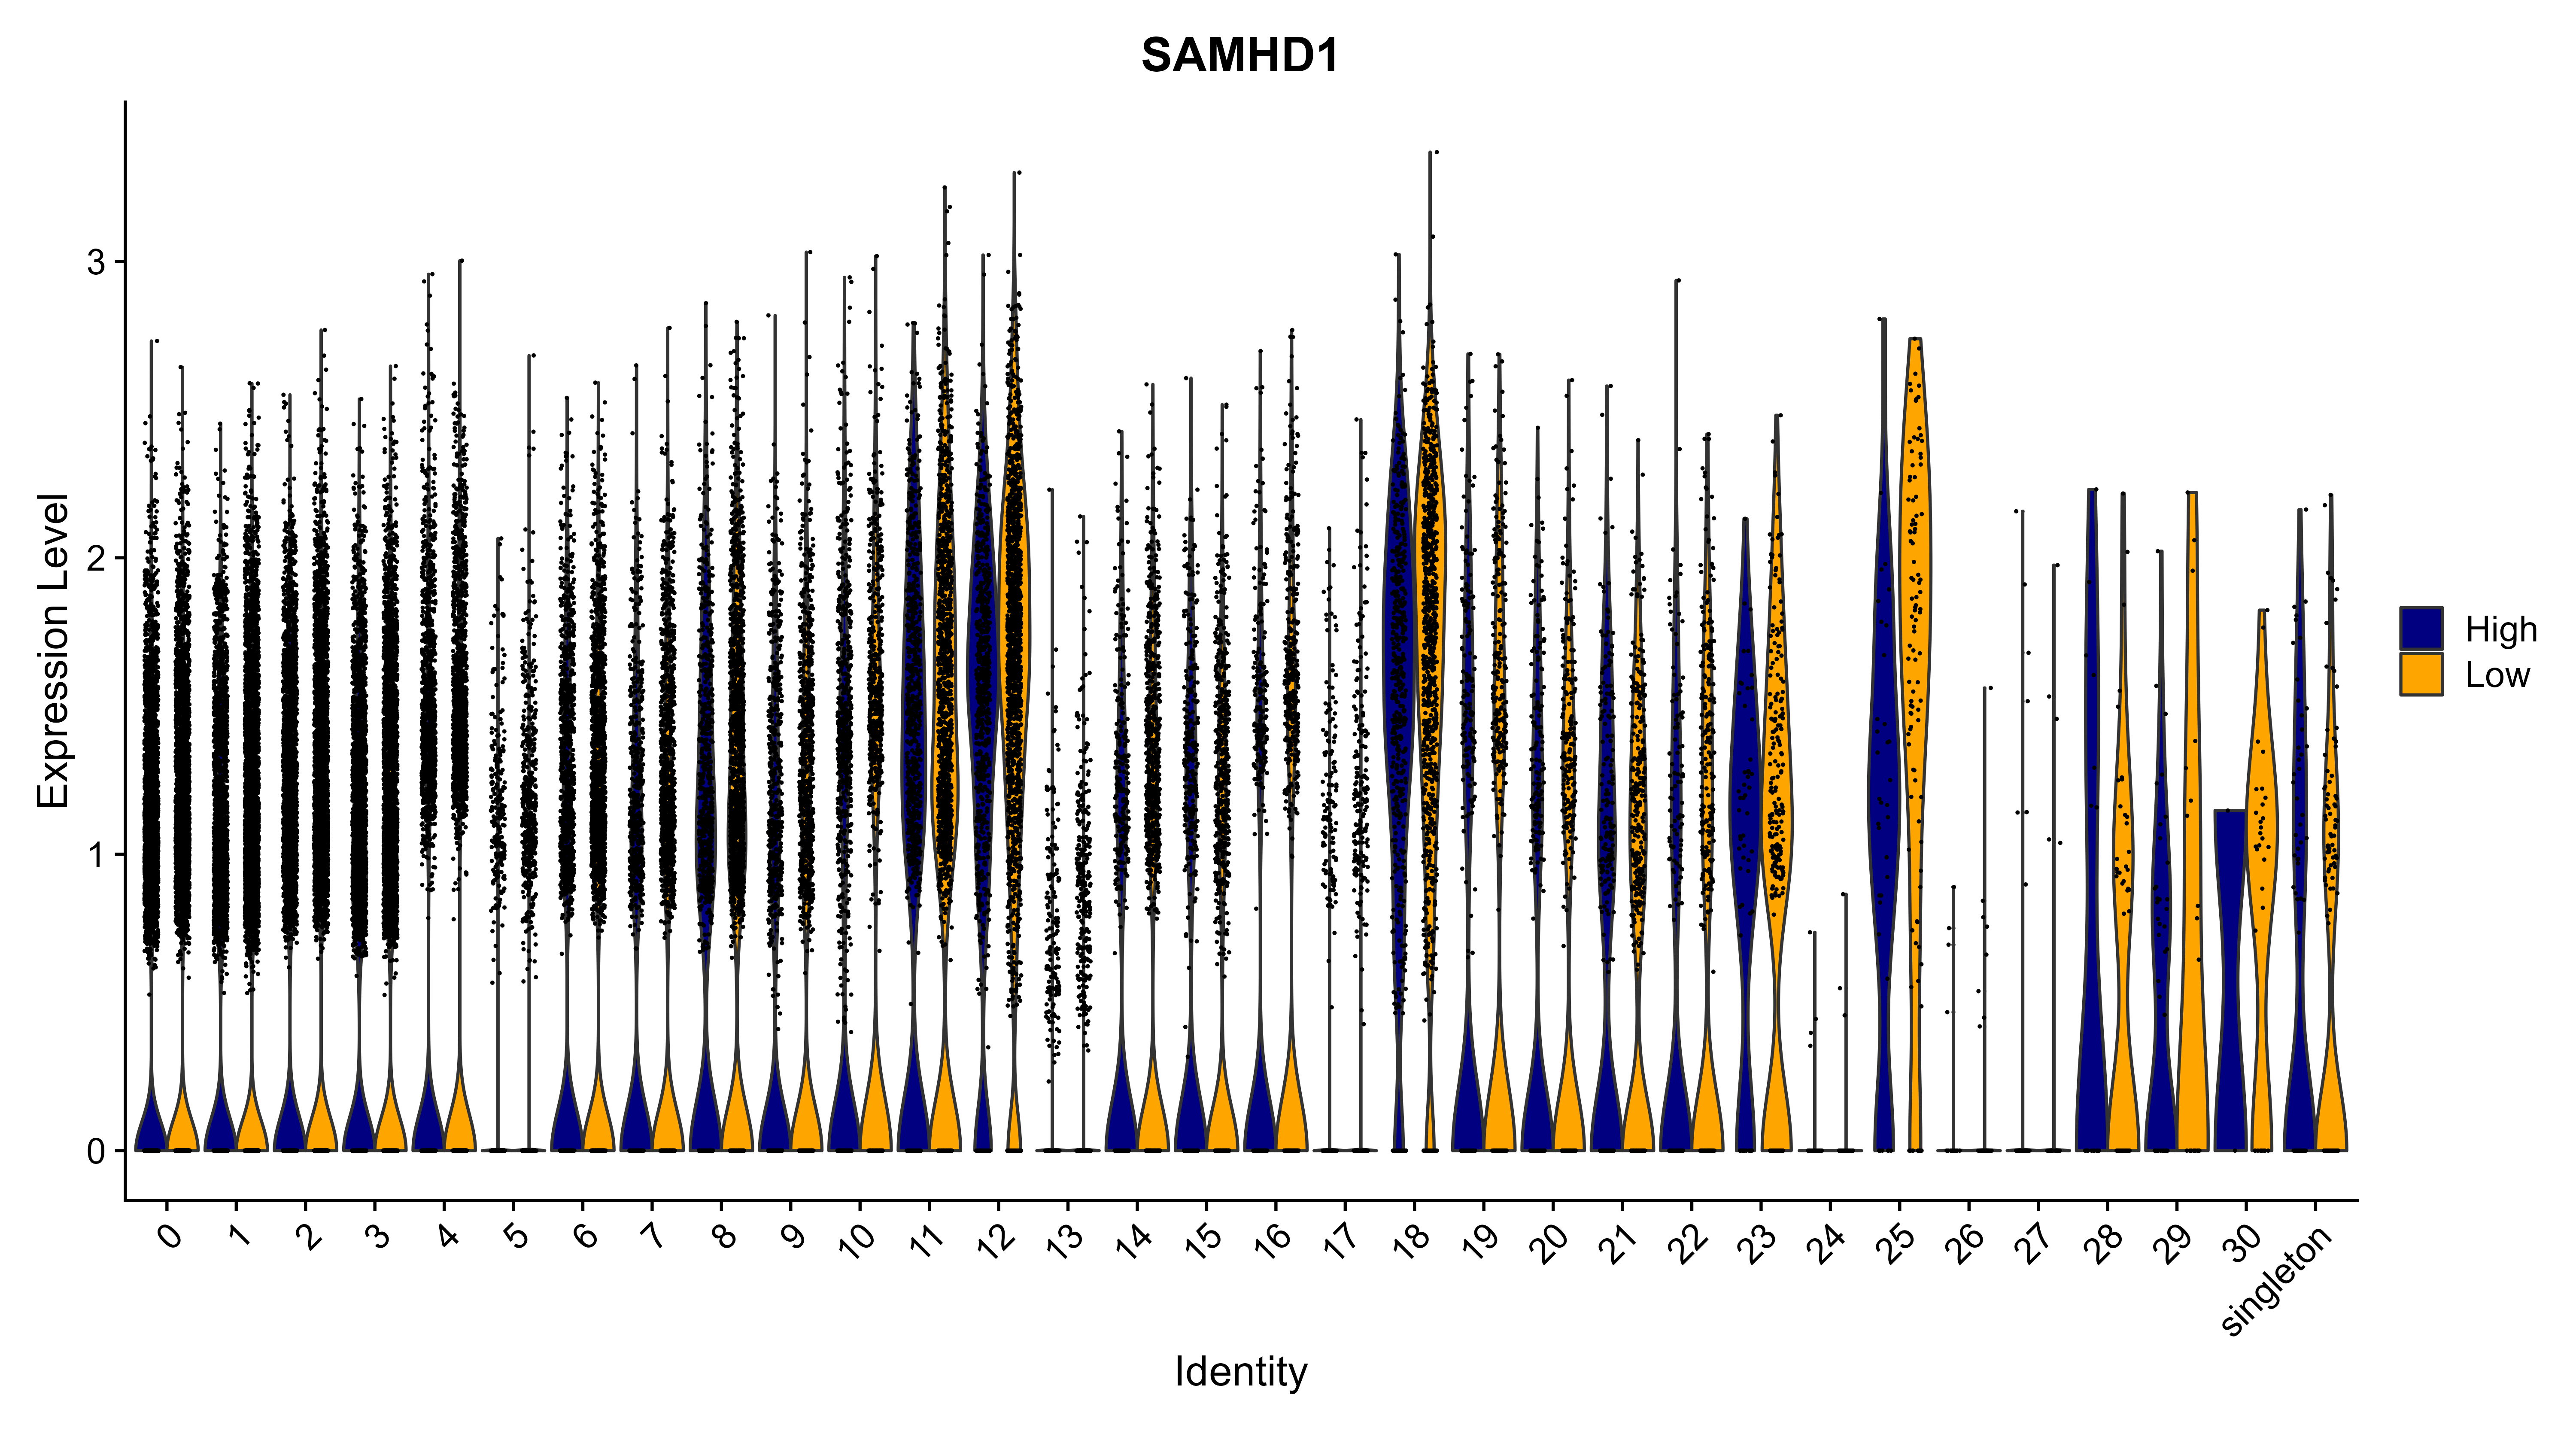 SAMHD1
Expression Level
3
2
1
0
0 1 2 3 4 5 6 7 8 9 10 11 12 13 14 15 16 17 18 19 20 21 22 23 24 25 26 27 28 29 30 singleton
Identity
High
Low